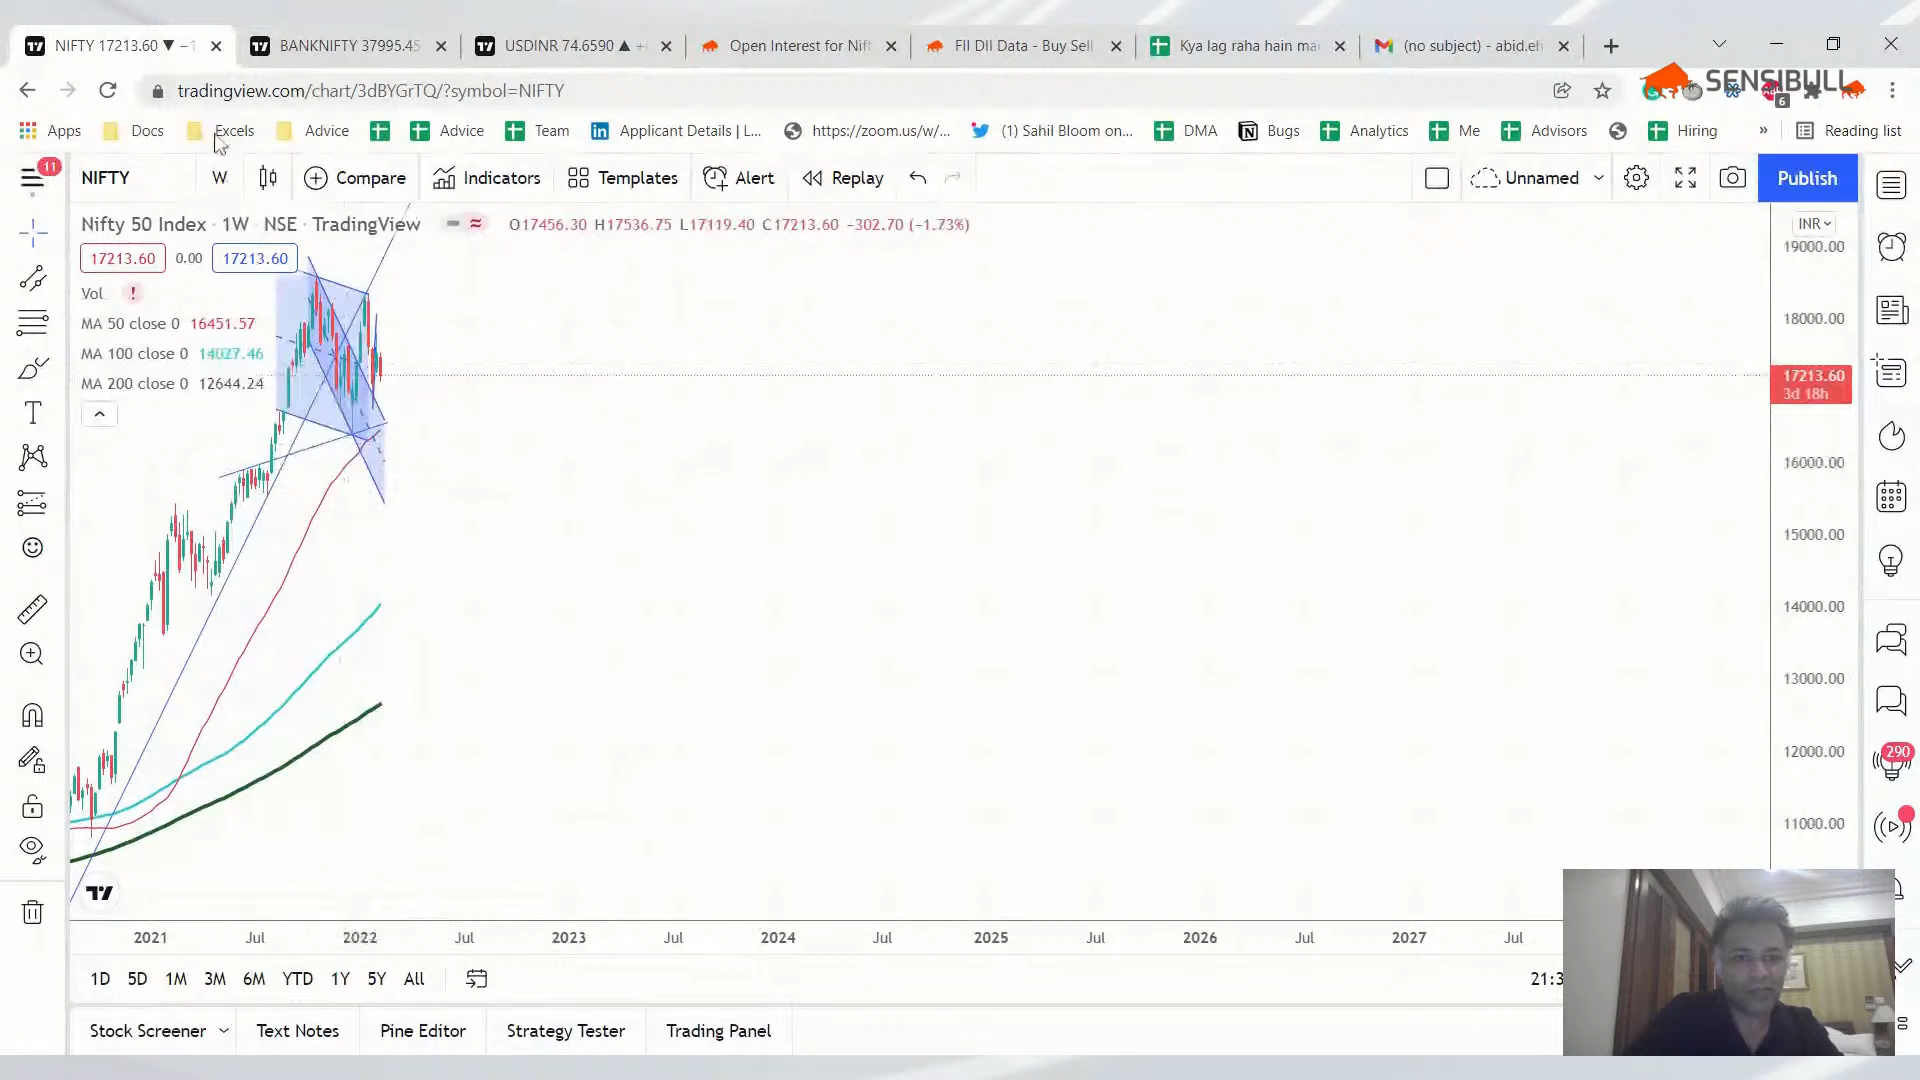 NIFTY 17213.60 ▼ −1
BANKNIFTY 37995.45
USDINR 74.6590 ▲ +
Open Interest for Nift
FII DII Data - Buy Sell
Kya lag raha hain ma
(no subject) - abid.eh
tradingview.com/chart/3dBYGrTQ/?symbol=NIFTY
SENSIBULL
6
Apps
Docs
Excels
Advice
Advice
Team
Applicant Details | L...
https://zoom.us/w/...
(1) Sahil Bloom on...
DMA
Bugs
Analytics
Me
Advisors
Hiring
»
Reading list
11
NIFTY
W
Compare
Indicators
Templates
Alert
Replay
Unnamed
Publish
Nifty 50 Index · 1W · NSE · TradingView
O17456.30 H17536.75 L17119.40 C17213.60 −302.70 (−1.73%)
INR
17213.60
0.00
17213.60
Vol
!
MA 50 close 0 16451.57
MA 100 close 0 14027.46
MA 200 close 0 12644.24
19000.00
18000.00
17213.60
3d 18h
16000.00
15000.00
14000.00
13000.00
12000.00
11000.00
290
2021
Jul
2022
Jul
2023
Jul
2024
Jul
2025
Jul
2026
Jul
2027
Jul
1D
5D
1M
3M
6M
YTD
1Y
5Y
All
21:3
Stock Screener
Text Notes
Pine Editor
Strategy Tester
Trading Panel